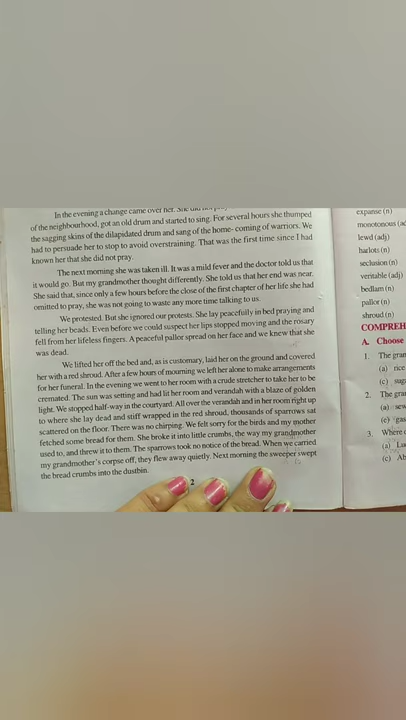 In the evening a change came over her. She did not
of the neighbourhood, got an old drum and started to sing. For several hours she thumped
the sagging skins of the dilapidated drum and sang of the home- coming of warriors. We
had to persuade her to stop to avoid overstraining. That was the first time since I had
known her that she did not pray.
The next morning she was taken ill. It was a mild fever and the doctor told us that
it would go. But my grandmother thought differently. She told us that her end was near.
She said that, since only a few hours before the close of the first chapter of her life she had
omitted to pray, she was not going to waste any more time talking to us.
We protested. But she ignored our protests. She lay peacefully in bed praying and
telling her beads. Even before we could suspect her lips stopped moving and the rosary
fell from her lifeless fingers. A peaceful pallor spread on her face and we knew that she
was dead.
We lifted her off the bed and, as is customary, laid her on the ground and covered
her with a red shroud. After a few hours of mourning we left her alone to make arrangements
for her funeral. In the evening we went to her room with a crude stretcher to take her to be
cremated. The sun was setting and had lit her room and verandah with a blaze of golden
light. We stopped half-way in the courtyard. All over the verandah and in her room right up
to where she lay dead and stiff wrapped in the red shroud, thousands of sparrows sat
scattered on the floor. There was no chirping. We felt sorry for the birds and my mother
fetched some bread for them. She broke it into little crumbs, the way my grandmother
used to, and threw it to them. The sparrows took no notice of the bread. When we carried
my grandmother's corpse off, they flew away quietly. Next morning the sweeper swept
the bread crumbs into the dustbin.
2
expanse (n)
monotonous (ad
lewd (adj)
harlots (n)
seclusion (n)
veritable (adj)
bedlam (n)
pallor (n)
shroud (n)
COMPREH
A. Choose
1. The gran
(a) rice
(c) suga
2. The gran
(a) sew
(c) gas
3. Where d
(a) Lu
(c) Ab